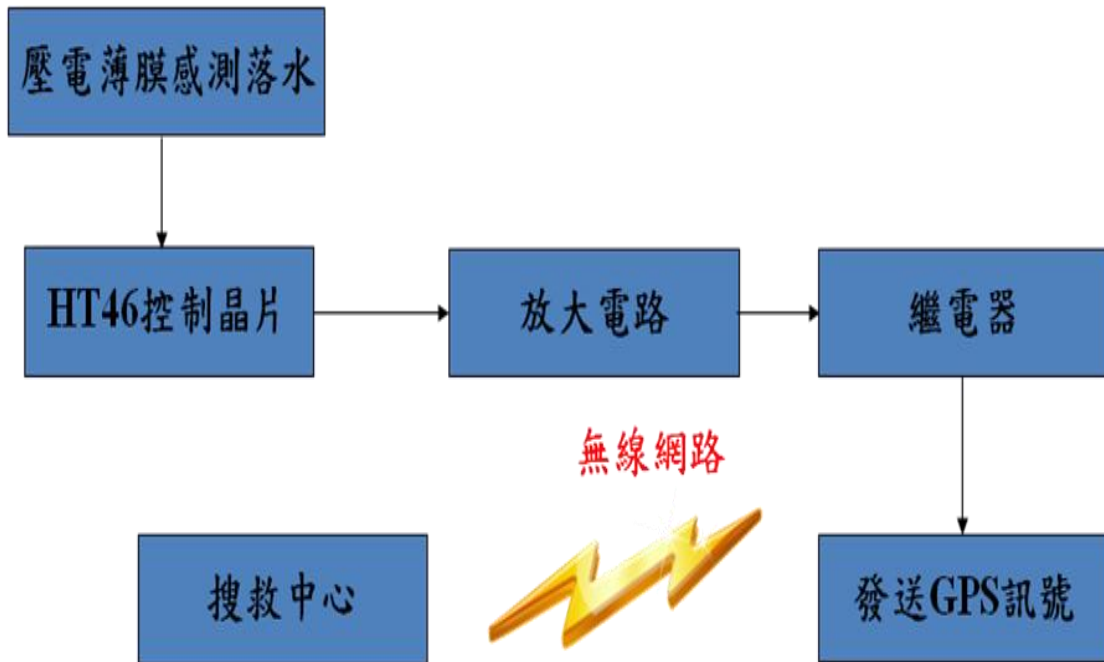 壓電薄膜感測落水
HT46控制晶片
放大電路
繼電器
無線網路
搜救中心
發送GPS訊號